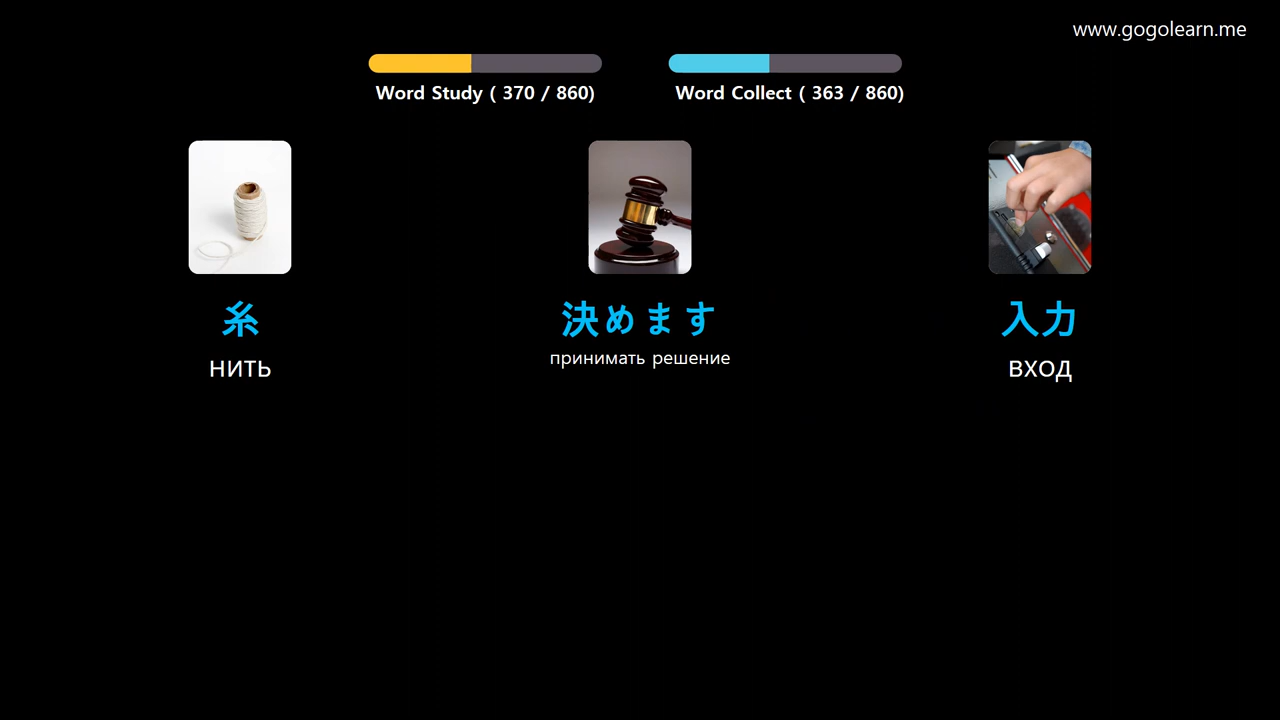 www.gogolearn.me
Word Study ( 370 / 860)
Word Collect ( 363 / 860)
糸
決めます
入力
нить
принимать решение
вход